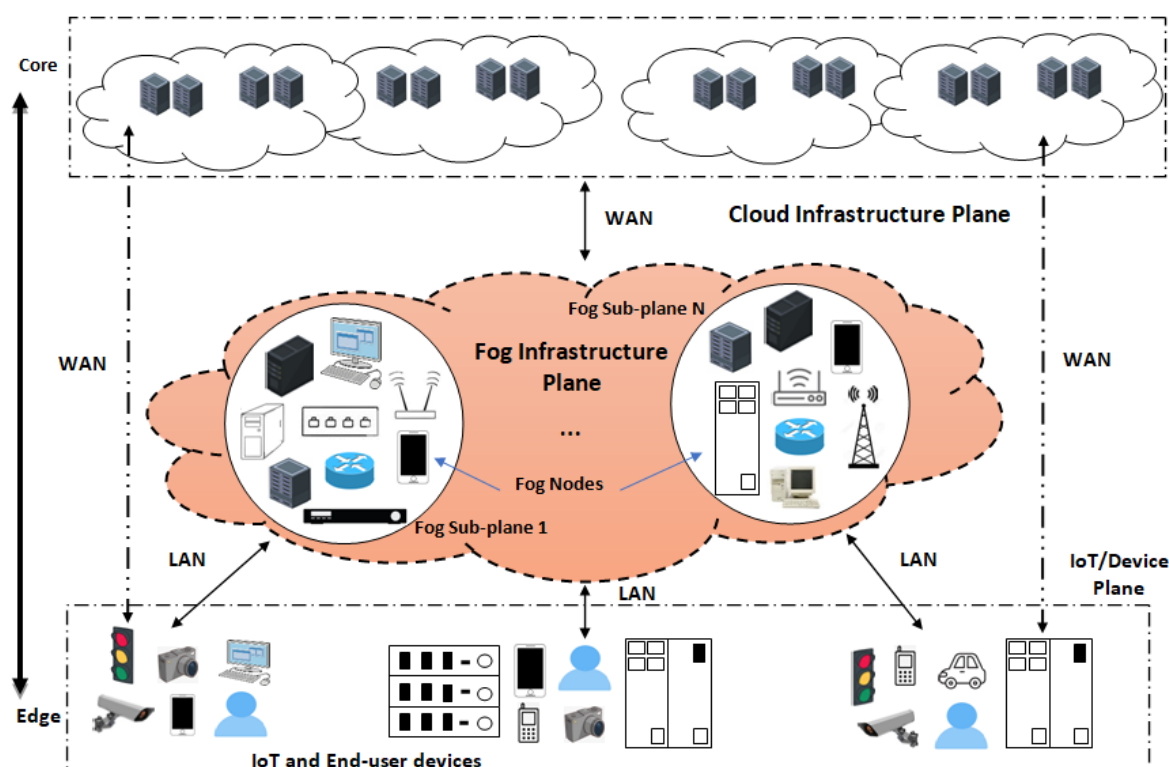 Core
WAN
Cloud Infrastructure Plane
Fog Sub-plane N
Fog Infrastructure
Plane
...
WAN
WAN
Fog Nodes
Fog Sub-plane 1
LAN
LAN
LAN
IoT/Device
Plane
Edge
IoT and End-user devices